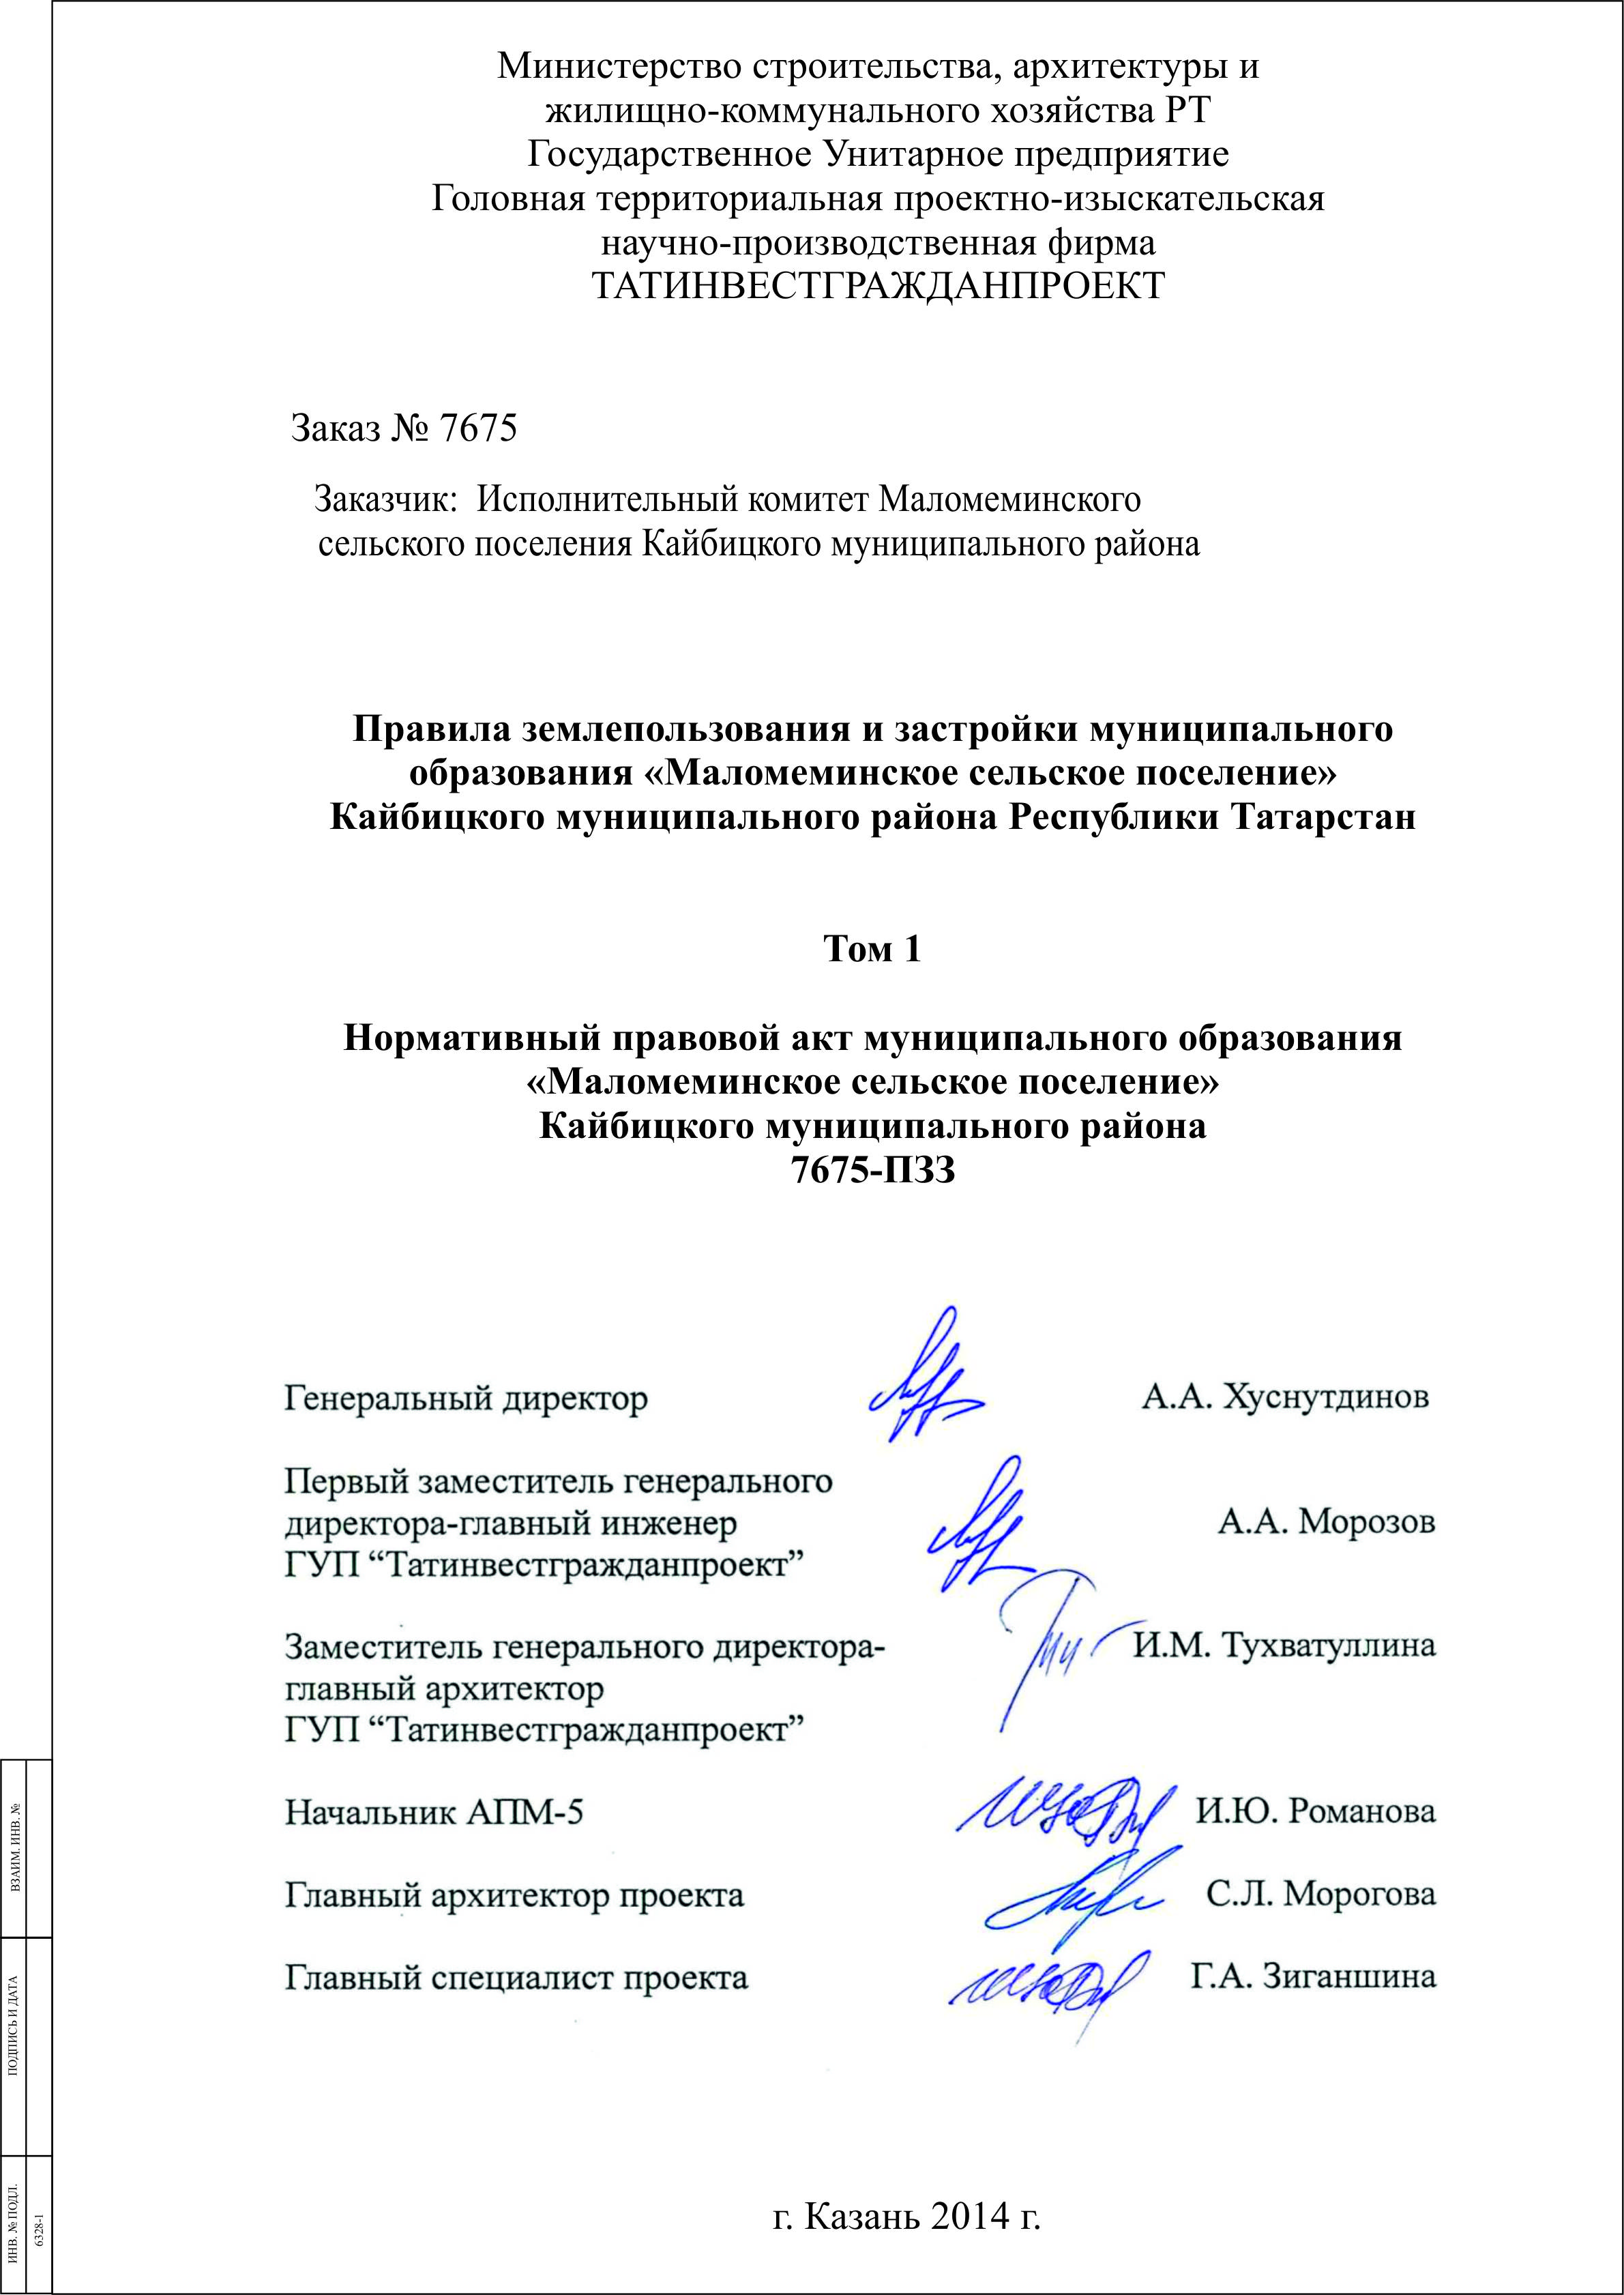 Министерство строительства, архитектуры и
жилищно-коммунального хозяйства РТ
Государственное Унитарное предприятие
Головная территориальная проектно-изыскательская
научно-производственная фирма
ТАТИНВЕСТГРАЖДАНПРОЕКТ
Заказ № 7675
Заказчик: Исполнительный комитет Маломеминского
сельского поселения Кайбицкого муниципального района
Правила землепользования и застройки муниципального
образования «Маломеминское сельское поселение»
Кайбицкого муниципального района Республики Татарстан
Том 1
Нормативный правовой акт муниципального образования
«Маломеминское сельское поселение»
Кайбицкого муниципального района
7675-ПЗЗ
Генеральный директор А.А. Хуснутдинов
Первый заместитель генерального
директора-главный инженер А.А. Морозов
ГУП “Татинвестгражданпроект”
Заместитель генерального директора- И.М. Тухватуллина
главный архитектор
ГУП “Татинвестгражданпроект”
Начальник АПМ-5 И.Ю. Романова
Главный архитектор проекта С.Л. Морогова
Главный специалист проекта Г.А. Зиганшина
г. Казань 2014 г.
ВЗАИМ. ИНВ. №
ПОДПИСЬ И ДАТА
ИНВ. № ПОДЛ.
6328-1